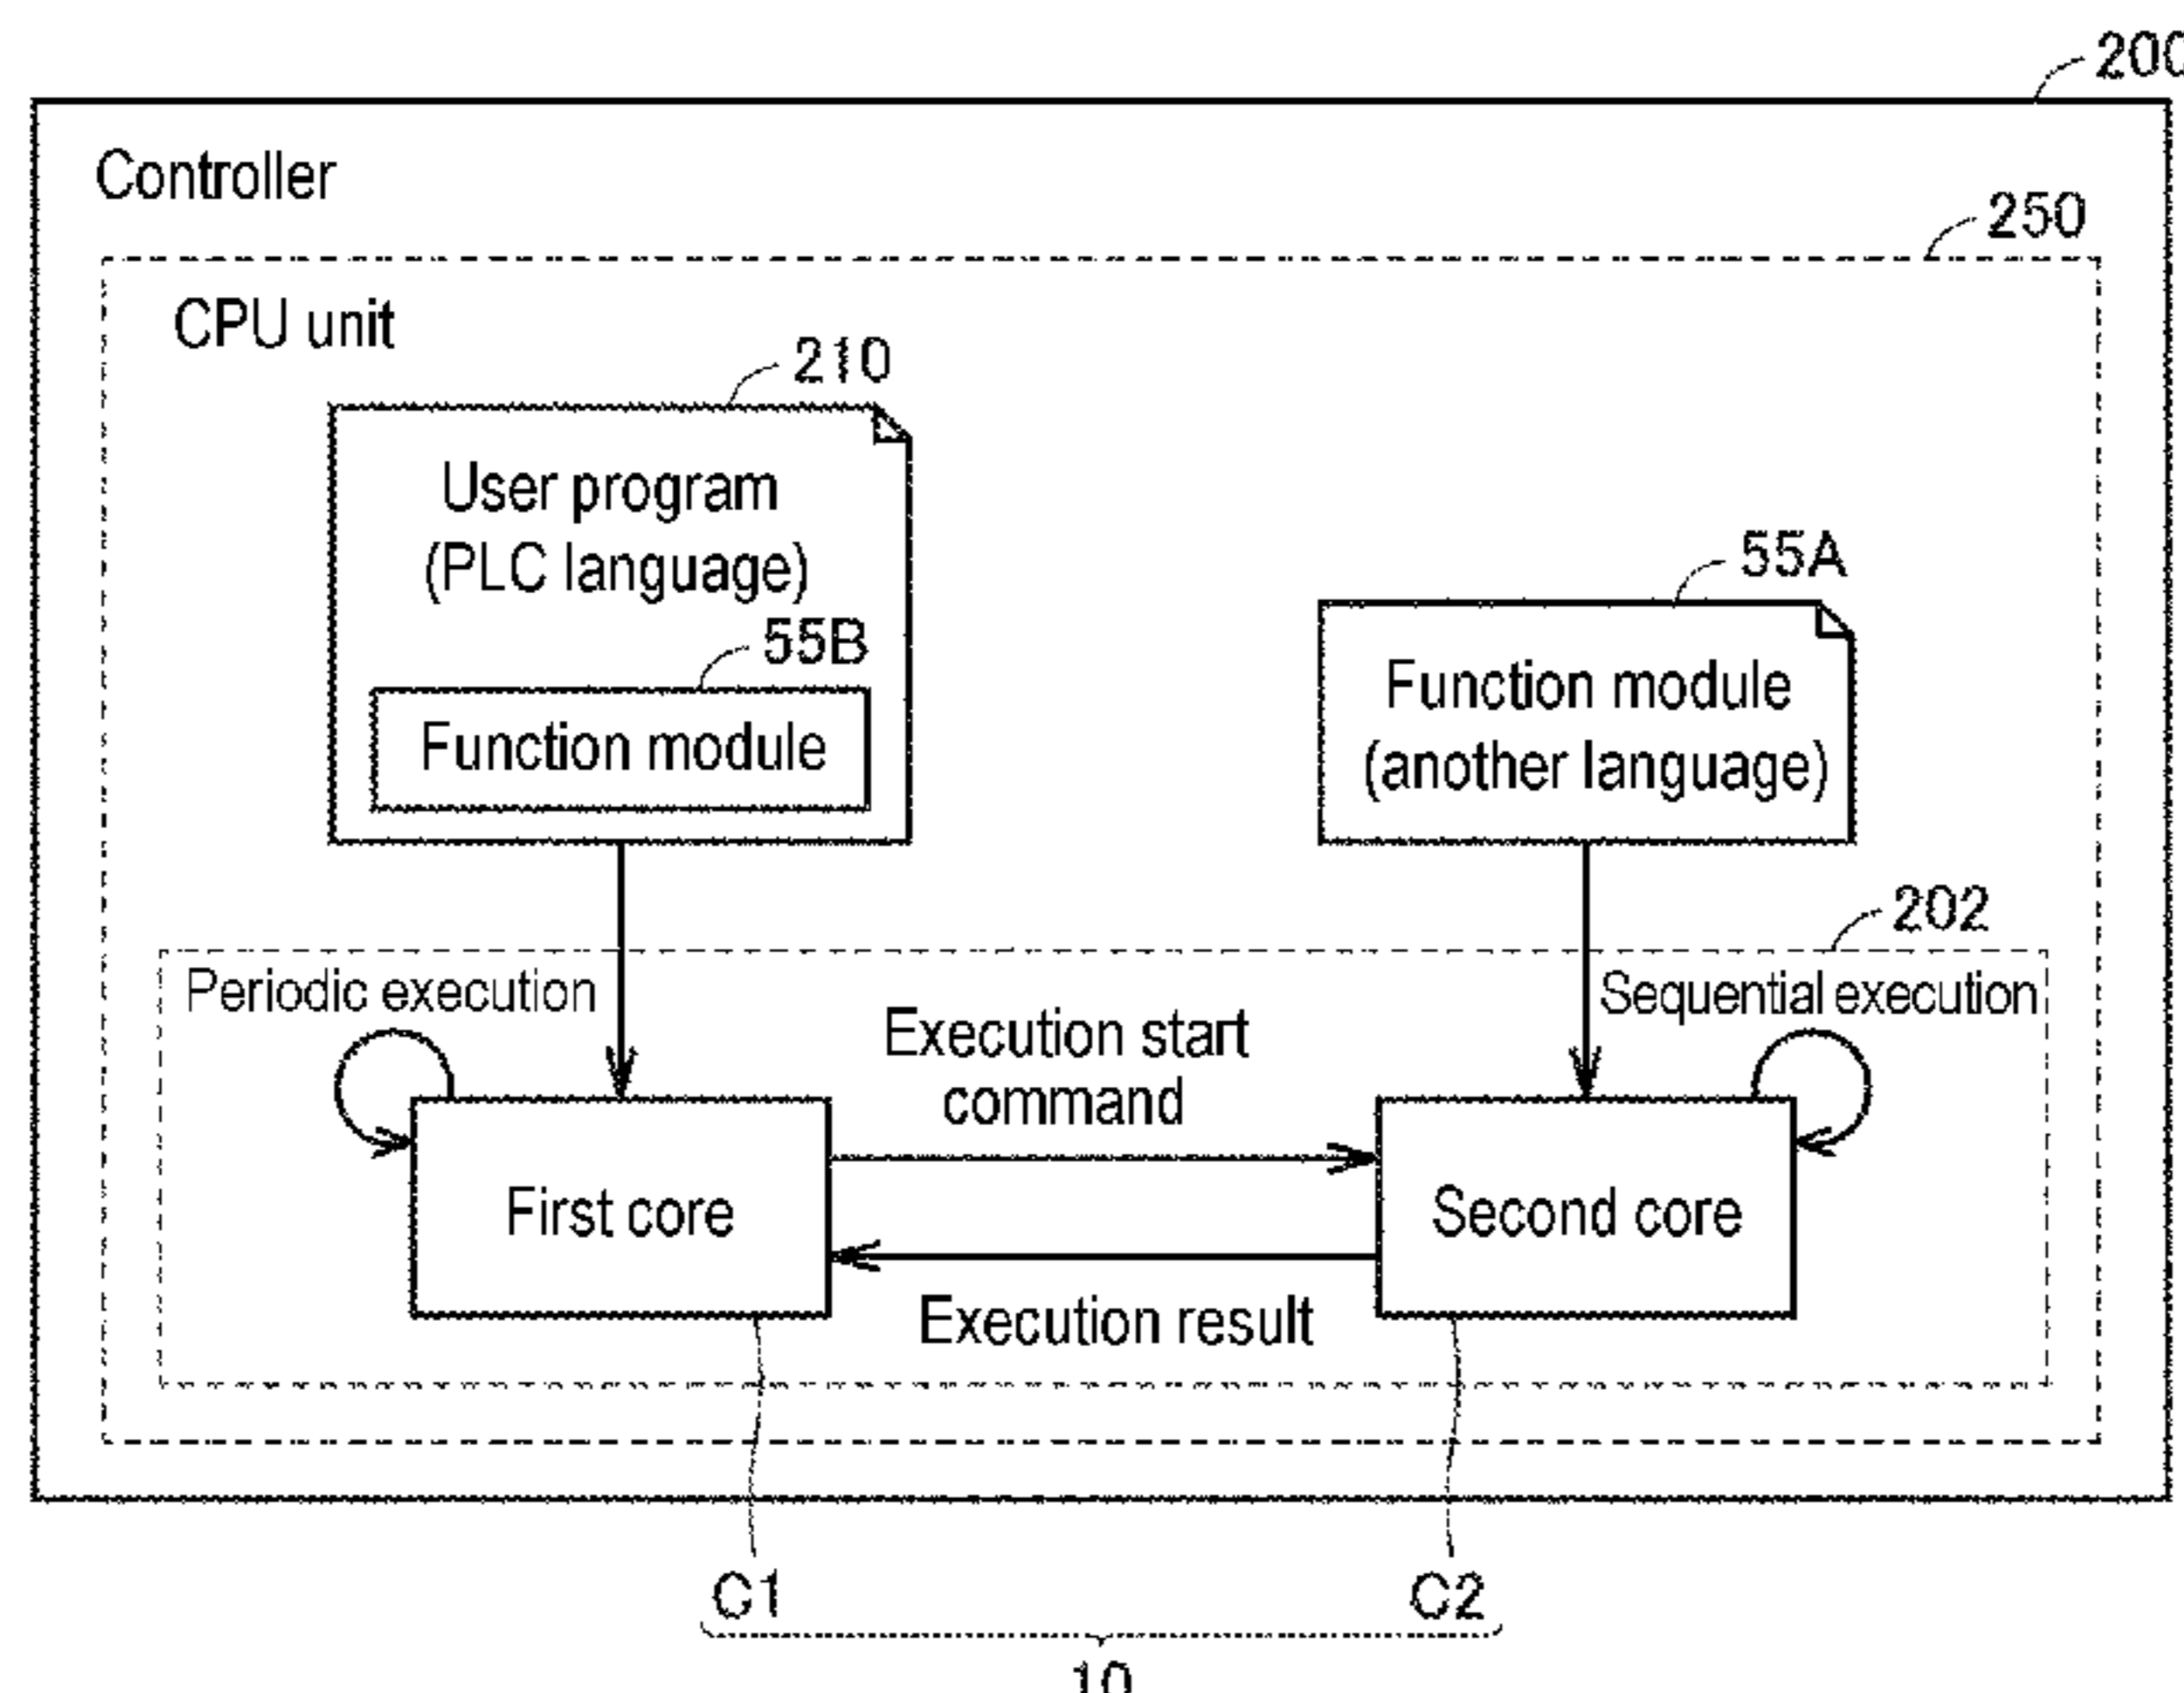 200
Controller
250
CPU unit
210
User program
(PLC language)
55B
Function module
55A
Function module
(another language)
202
Periodic execution
Sequential execution
Execution start
command
First core
Second core
Execution result
C1
C2
10